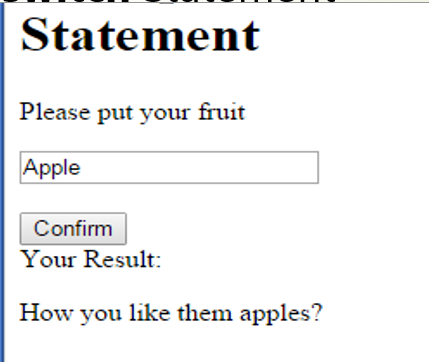 Statement
Please put your fruit
Apple
Confirm
Your Result:
How you like them apples?